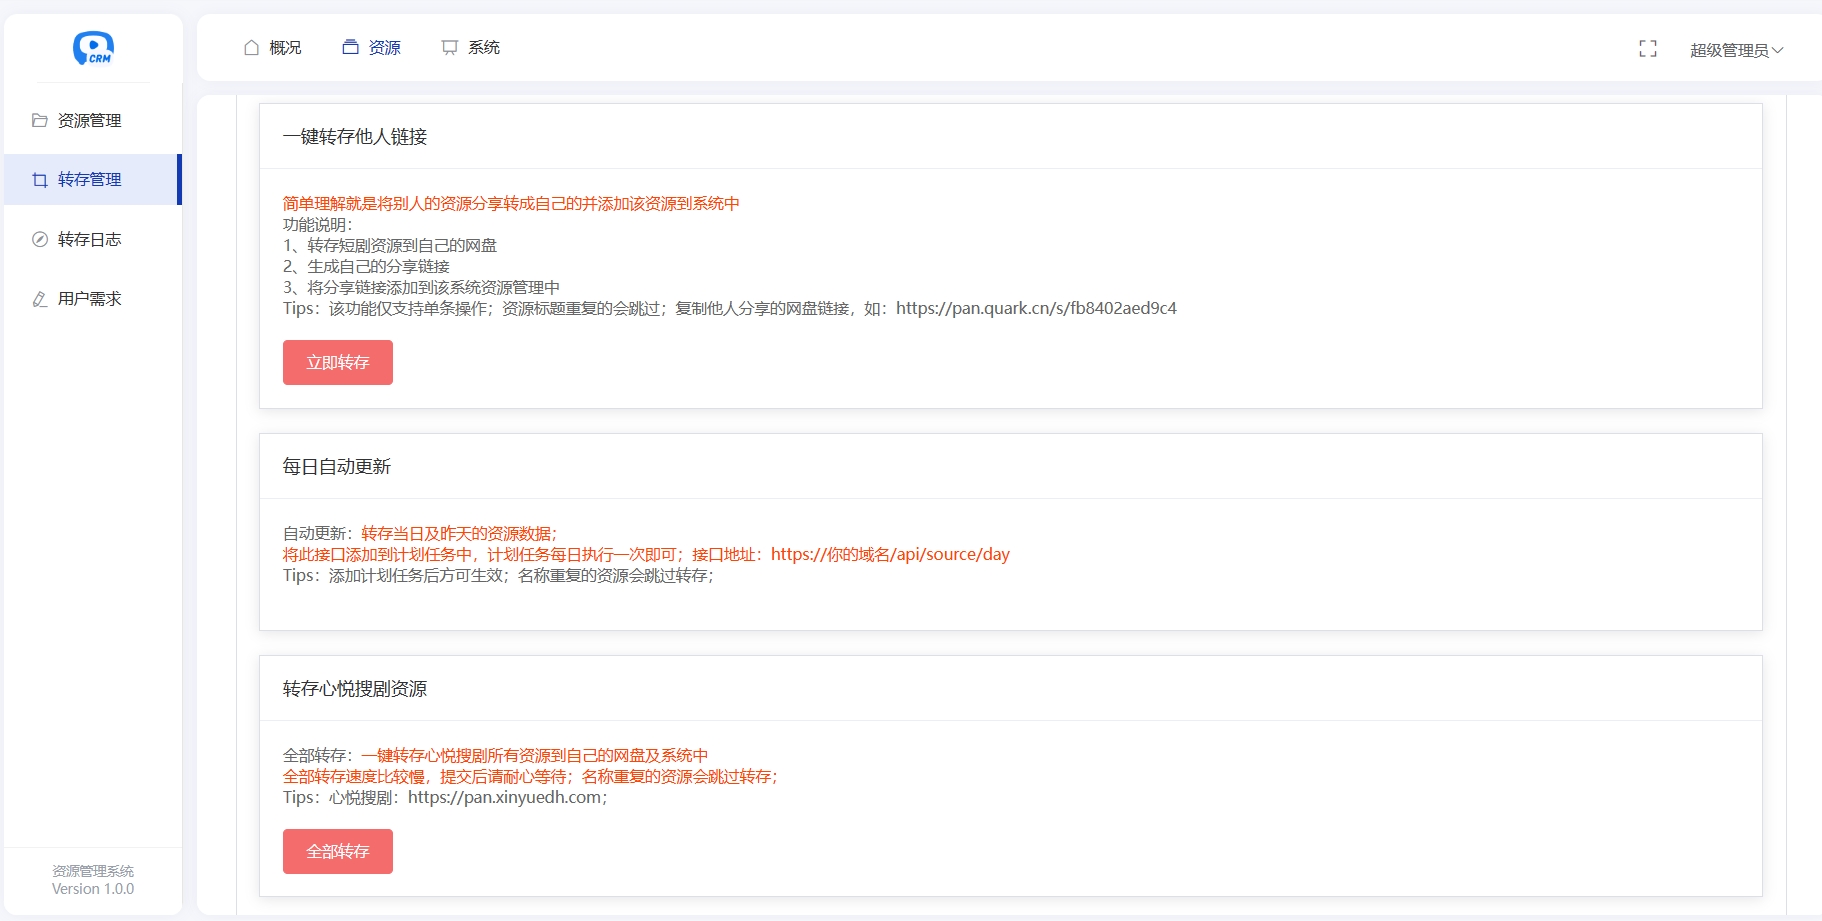 CRM
概况
资源
系统
超级管理员
资源管理
转存管理
转存日志
用户需求
资源管理系统
Version 1.0.0
一键转存他人链接
简单理解就是将别人的资源分享转成自己的并添加该资源到系统中
功能说明：
1、转存短剧资源到自己的网盘
2、生成自己的分享链接
3、将分享链接添加到该系统资源管理中
Tips：该功能仅支持单条操作；资源标题重复的会跳过；复制他人分享的网盘链接，如：https://pan.quark.cn/s/fb8402aed9c4
立即转存
每日自动更新
自动更新：转存当日及昨天的资源数据；
将此接口添加到计划任务中，计划任务每日执行一次即可；接口地址：https://你的域名/api/source/day
Tips：添加计划任务后方可生效；名称重复的资源会跳过转存；
转存心悦搜剧资源
全部转存：一键转存心悦搜剧所有资源到自己的网盘及系统中
全部转存速度比较慢，提交后请耐心等待；名称重复的资源会跳过转存；
Tips：心悦搜剧：https://pan.xinyuedh.com；
全部转存